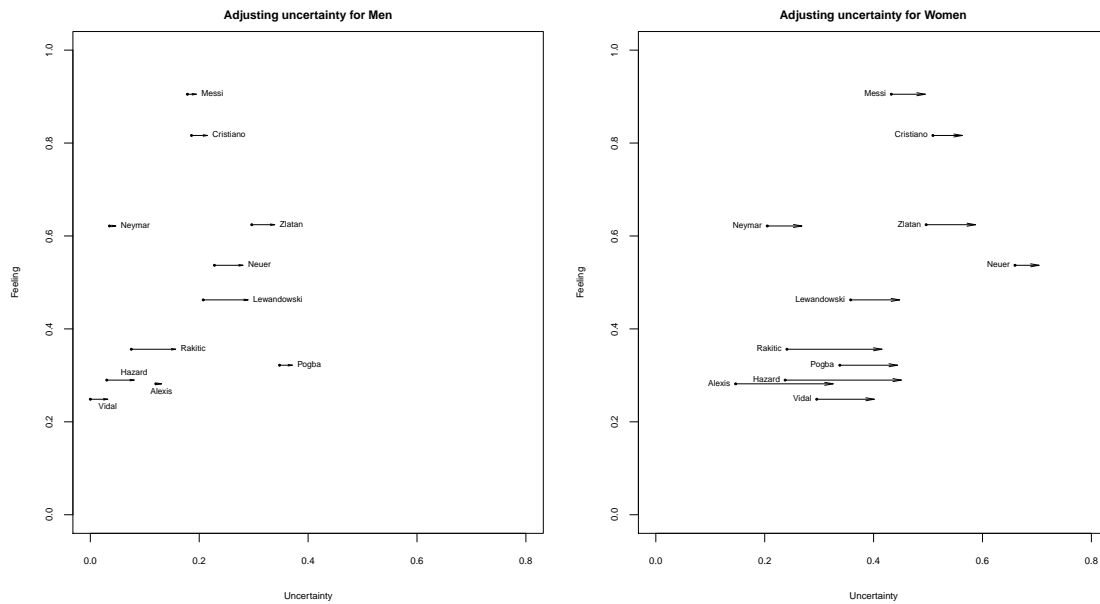 Adjusting uncertainty for Men
Feeling
1.0
0.8
0.6
0.4
0.2
0.0
Messi
Cristiano
Neymar
Zlatan
Neuer
Lewandowski
Rakitic
Pogba
Hazard
Alexis
Vidal
0.0 0.2 0.4 0.6 0.8
Uncertainty
Adjusting uncertainty for Women
Feeling
1.0
0.8
0.6
0.4
0.2
0.0
Messi
Cristiano
Neymar
Zlatan
Neuer
Lewandowski
Rakitic
Pogba
Hazard
Alexis
Vidal
0.0 0.2 0.4 0.6 0.8
Uncertainty